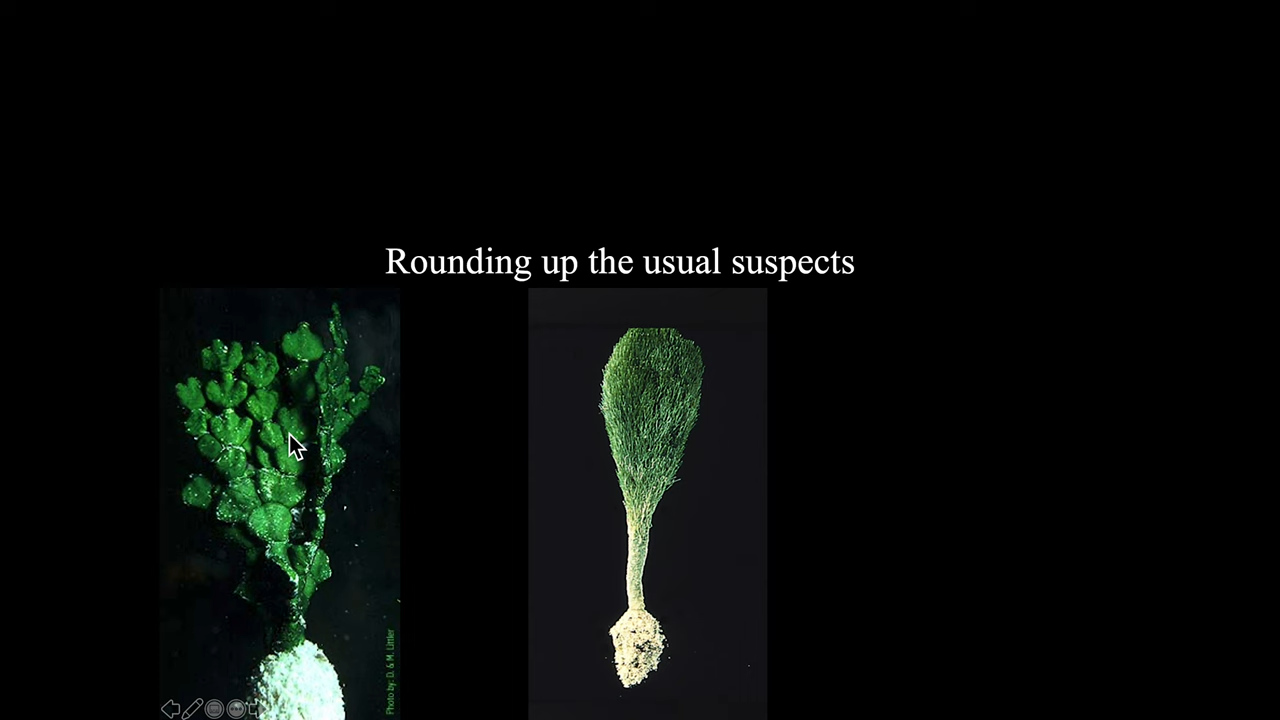 Rounding up the usual suspects
Photo by: D. & M. Littler